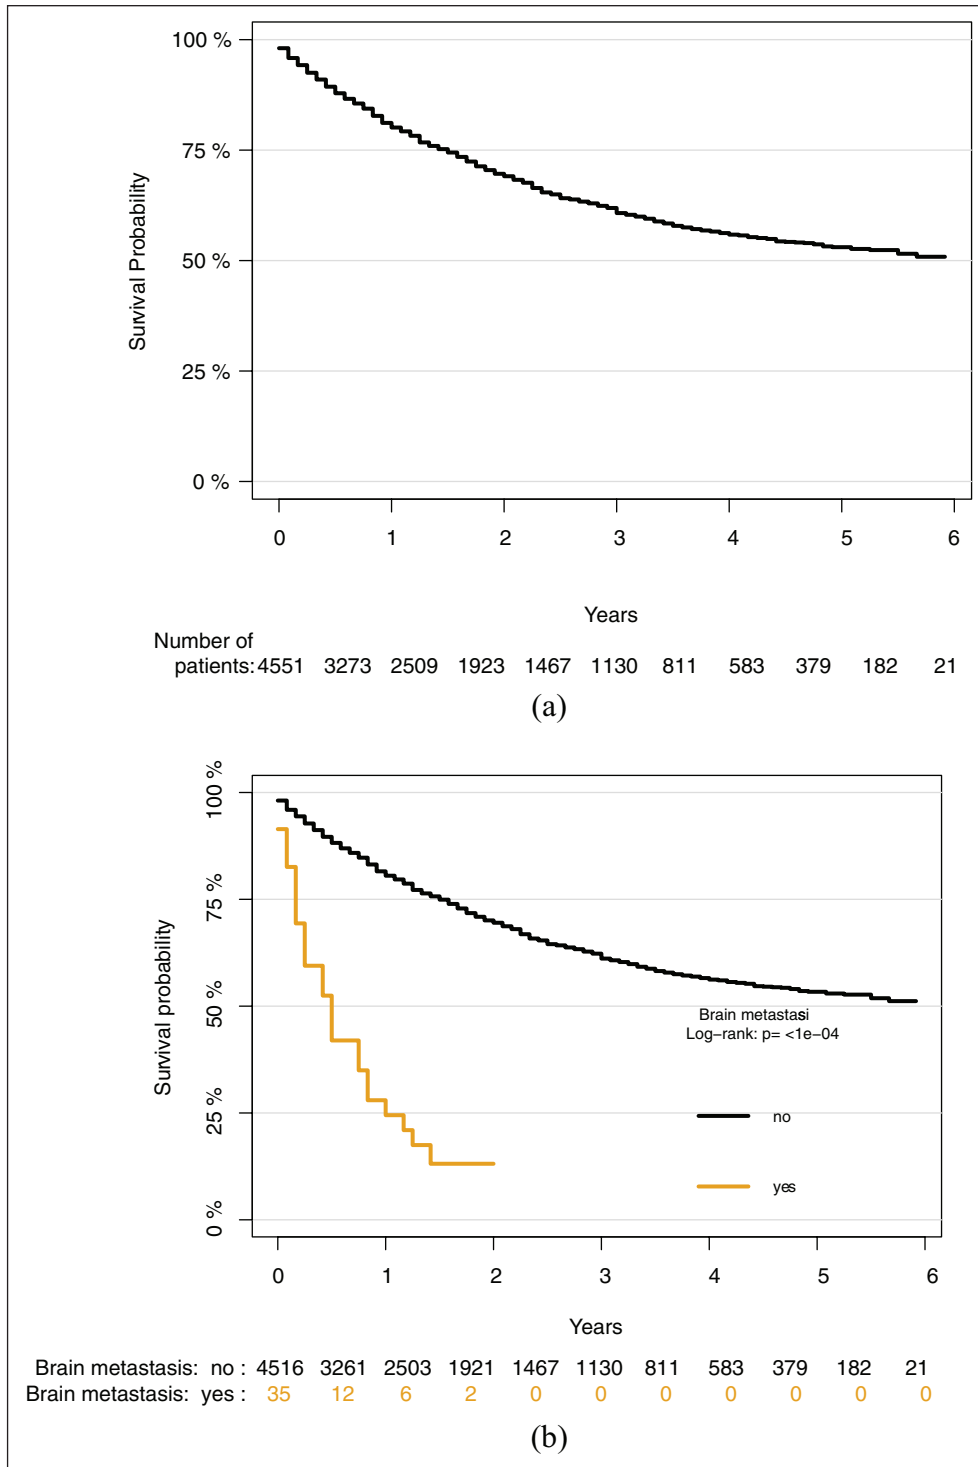 100 %
75 %
50 %
25 %
0 %
Survival Probability
0 1 2 3 4 5 6
Years
Number of
patients: 4551 3273 2509 1923 1467 1130 811 583 379 182 21
(a)
100 %
75 %
50 %
25 %
0 %
Survival probability
Brain metastasi
Log-rank: p= <1e-04
no
yes
0 1 2 3 4 5 6
Years
Brain metastasis: no : 4516 3261 2503 1921 1467 1130 811 583 379 182 21
Brain metastasis: yes : 35 12 6 2 0 0 0 0 0 0 0
(b)